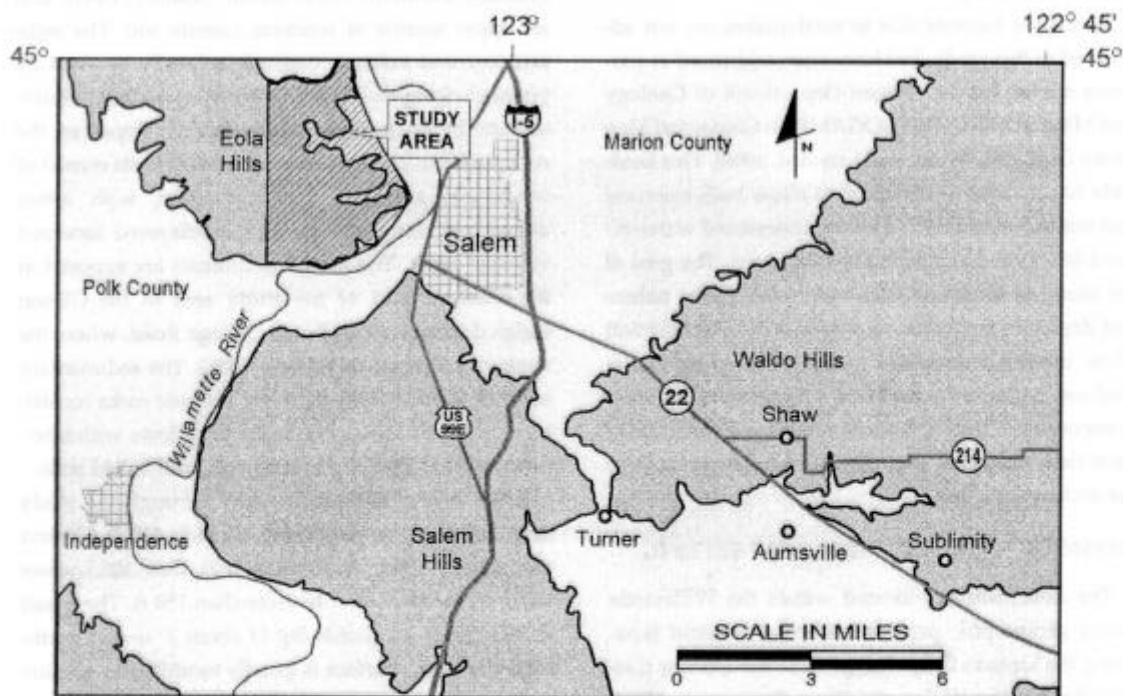 123°
122° 45'
45°
45°
STUDY
AREA
I-5
Eola
Hills
Marion County
N
Salem
Polk County
Willamette River
Waldo Hills
22
Shaw
US
99E
214
Independence
Salem
Hills
Turner
Aumsville
Sublimity
SCALE IN MILES
0 3 6